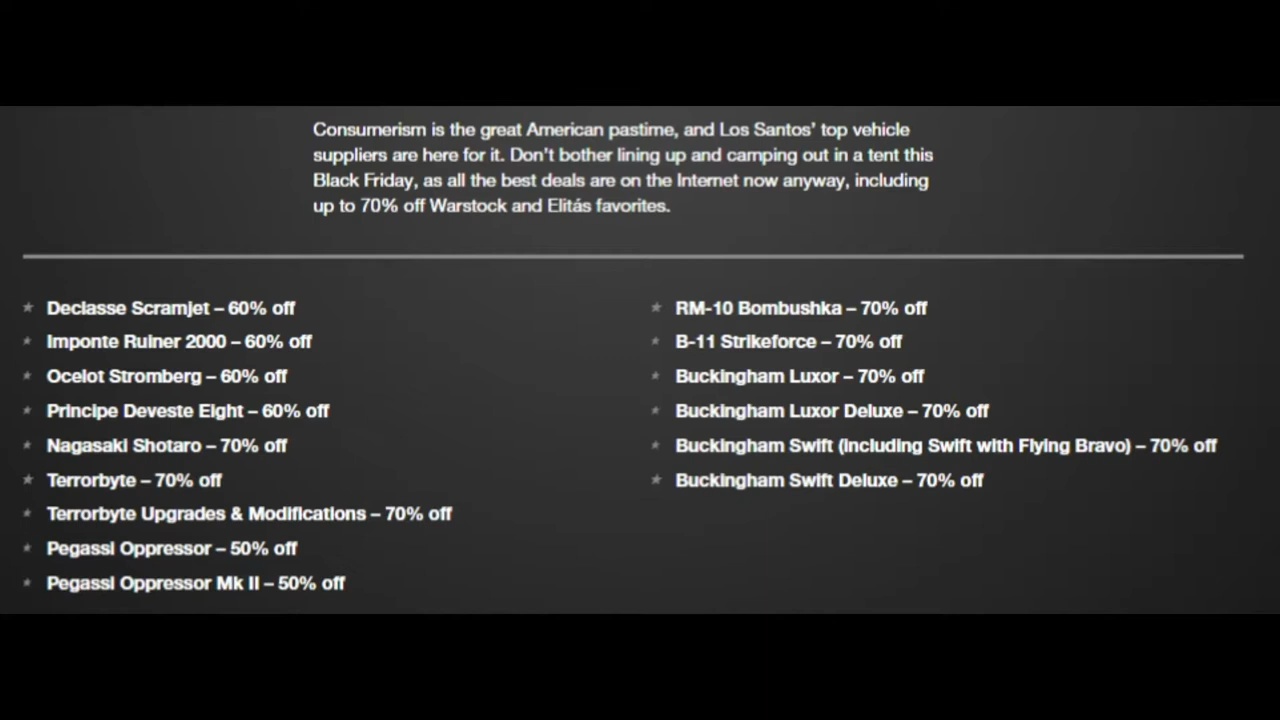 Consumerism is the great American pastime, and Los Santos' top vehicle
suppliers are here for it. Don't bother lining up and camping out in a tent this
Black Friday, as all the best deals are on the Internet now anyway, including
up to 70% off Warstock and Elitás favorites.
Declasse Scramjet – 60% off
Imponte Ruiner 2000 – 60% off
Ocelot Stromberg – 60% off
Principe Deveste Eight – 60% off
Nagasaki Shotaro – 70% off
Terrorbyte – 70% off
Terrorbyte Upgrades & Modifications – 70% off
Pegassi Oppressor – 50% off
Pegassi Oppressor Mk II – 50% off
RM-10 Bombushka – 70% off
B-11 Strikeforce – 70% off
Buckingham Luxor – 70% off
Buckingham Luxor Deluxe – 70% off
Buckingham Swift (including Swift with Flying Bravo) – 70% off
Buckingham Swift Deluxe – 70% off